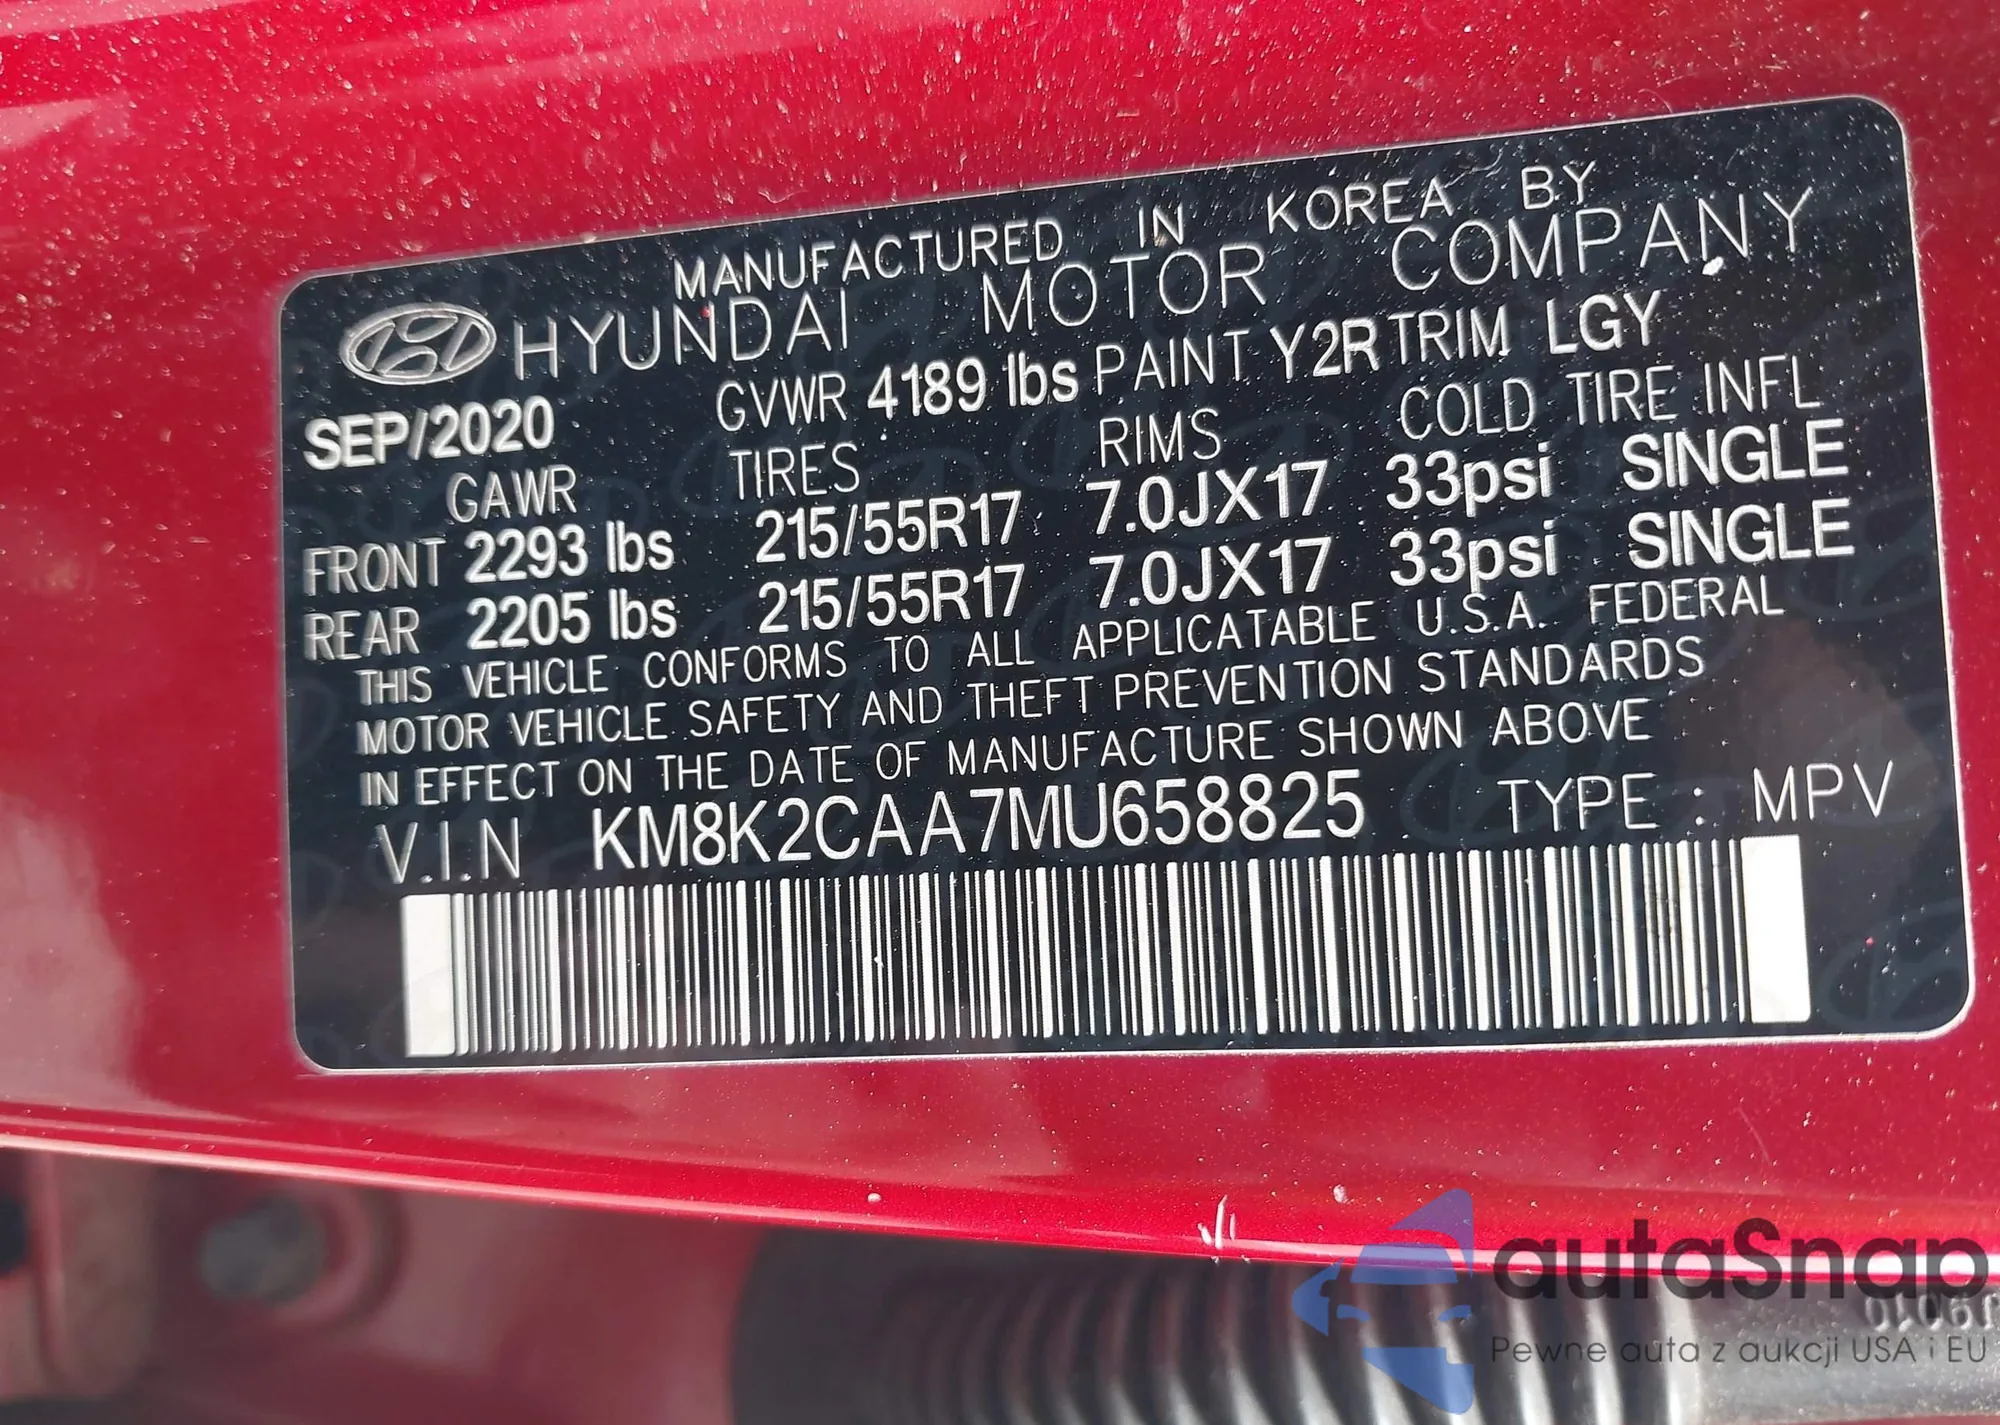 MANUFACTURED IN KOREA BY
HYUNDAI MOTOR COMPANY
SEP/2020 GVWR 4189 lbs PAINT Y2R TRIM LGY
GAWR TIRES RIMS COLD TIRE INFL
FRONT 2293 lbs 215/55R17 7.0JX17 33psi SINGLE
REAR 2205 lbs 215/55R17 7.0JX17 33psi SINGLE
THIS VEHICLE CONFORMS TO ALL APPLICATABLE U.S.A. FEDERAL
MOTOR VEHICLE SAFETY AND THEFT PREVENTION STANDARDS
IN EFFECT ON THE DATE OF MANUFACTURE SHOWN ABOVE
V.I.N KM8K2CAA7MU658825 TYPE : MPV
autaSnap
Pewne auta z aukcji USA i EU